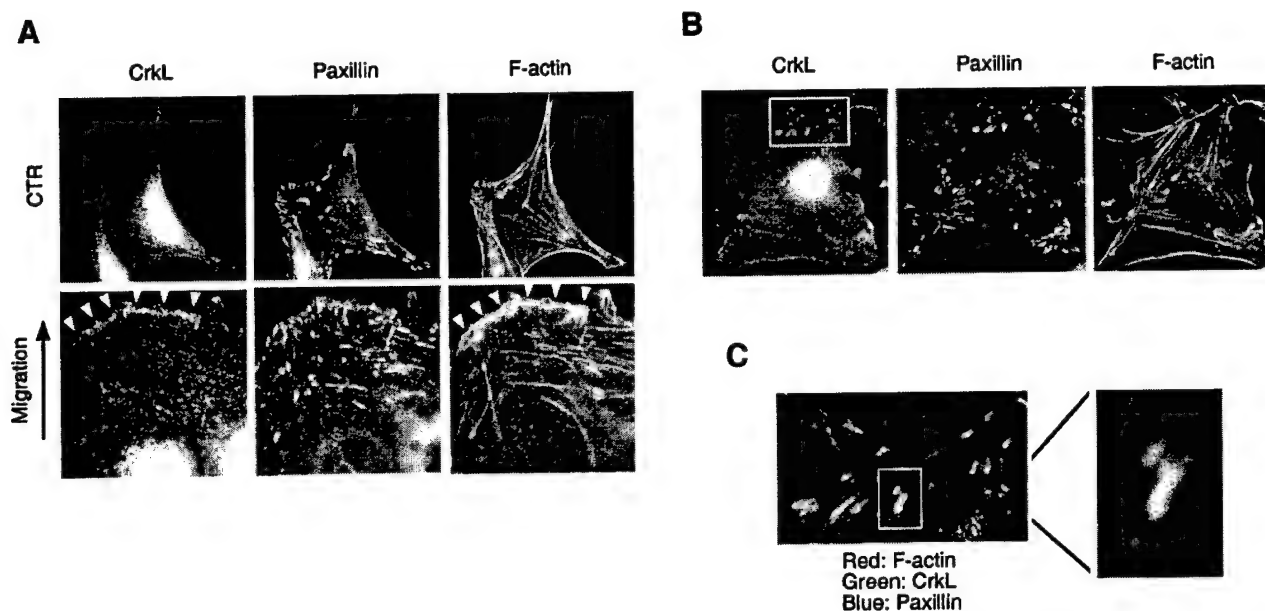 A
CrkL Paxillin F-actin
CTR
Migration
B
CrkL Paxillin F-actin
C
Red: F-actin
Green: CrkL
Blue: Paxillin